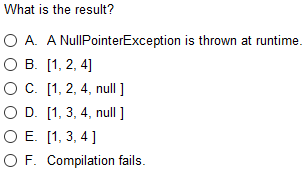 What is the result?
A. A NullPointerException is thrown at runtime.
B. [1, 2, 4]
C. [1, 2, 4, null ]
D. [1, 3, 4, null ]
E. [1, 3, 4 ]
F. Compilation fails.